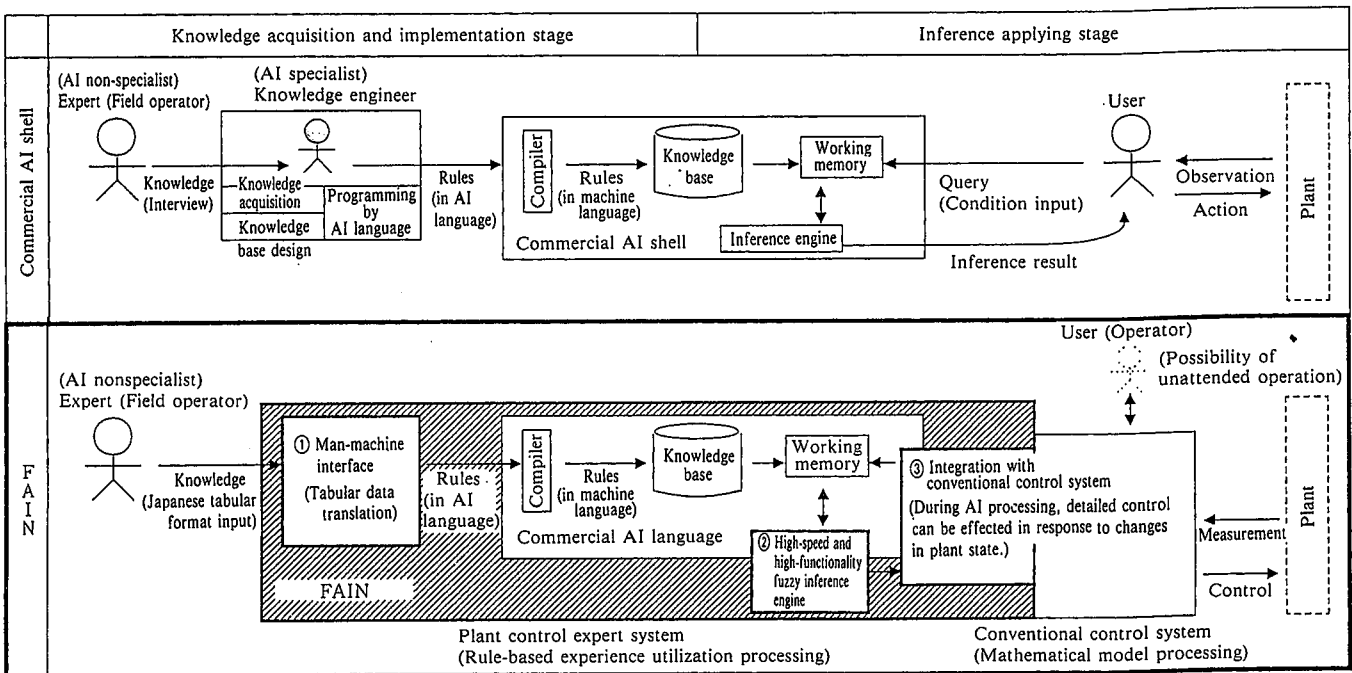 Knowledge acquisition and implementation stage
Inference applying stage
Commercial AI shell
(AI non-specialist)
Expert (Field operator)
(AI specialist)
Knowledge engineer
Knowledge
(Interview)
Knowledge
acquisition
Knowledge
base design
Programming
by
AI language
Rules
(in AI
language)
Compiler
Rules
(in machine
language)
Knowledge
base
Working
memory
Inference engine
Commercial AI shell
Query
(Condition input)
Inference result
User
Observation
Action
Plant
FAIN
(AI nonspecialist)
Expert (Field operator)
Knowledge
(Japanese tabular
format input)
① Man-machine
interface
(Tabular data
translation)
FAIN
Rules
(in AI
language)
Compiler
Rules
(in machine
language)
Knowledge
base
Working
memory
Commercial AI language
② High-speed and
high-functionality
fuzzy inference
engine
③ Integration with
conventional control system
(During AI processing, detailed control
can be effected in response to changes
in plant state.)
User (Operator)
(Possibility of
unattended operation)
Measurement
Control
Plant
Plant control expert system
(Rule-based experience utilization processing)
Conventional control system
(Mathematical model processing)